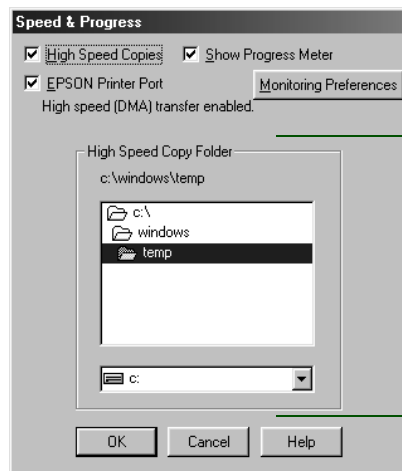 Speed & Progress
High Speed Copies Show Progress Meter
EPSON Printer Port Monitoring Preferences
High speed (DMA) transfer enabled.
High Speed Copy Folder
c:\windows\temp
c:\
windows
temp
c:
OK Cancel Help